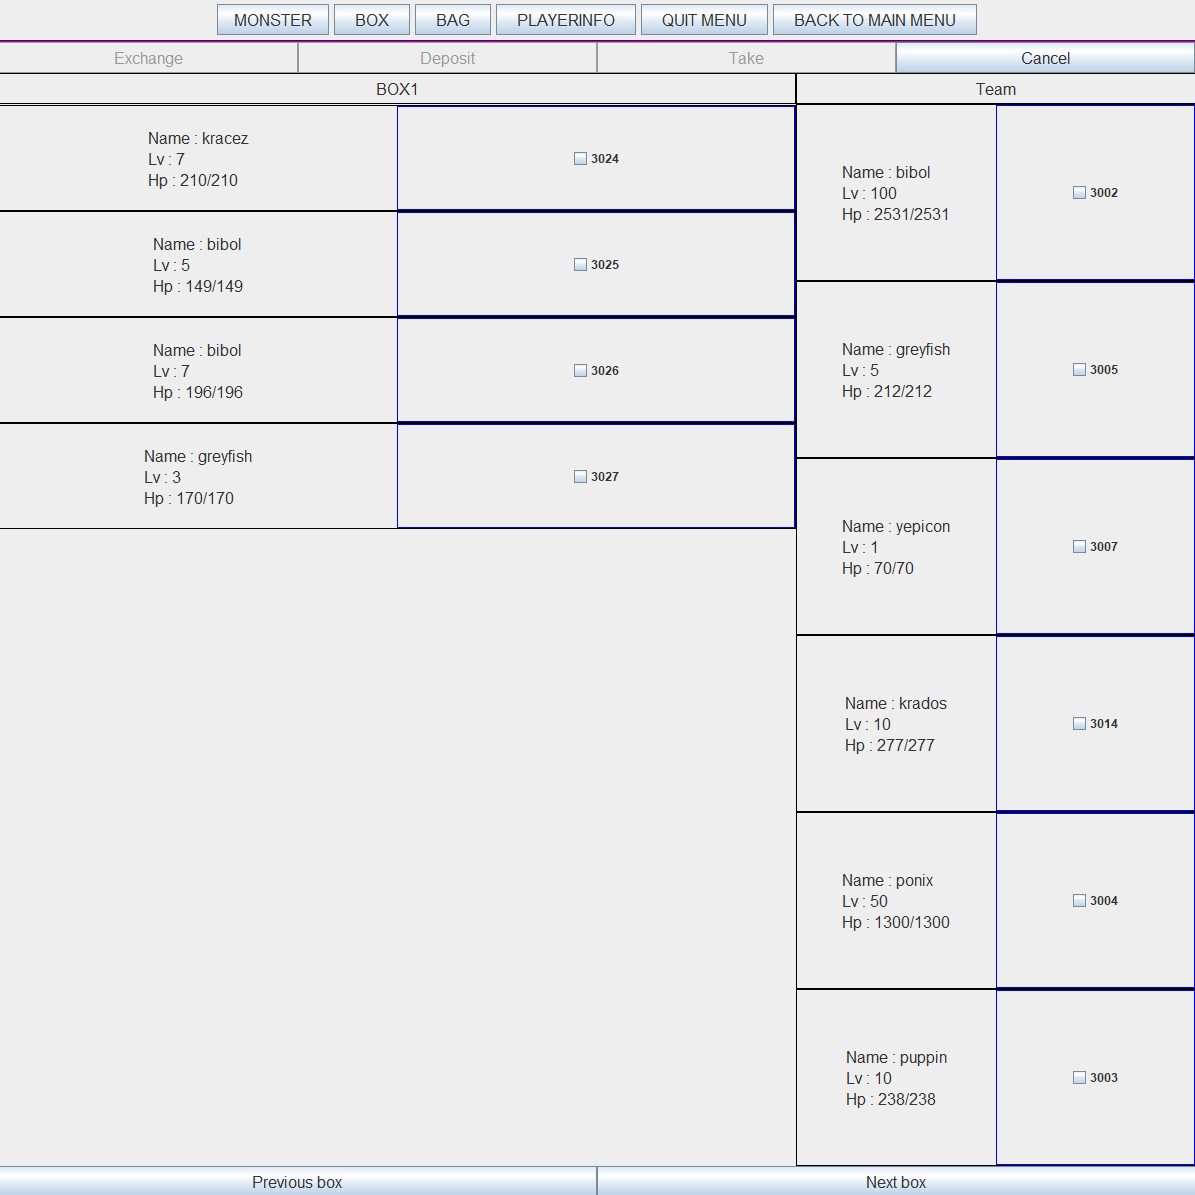 MONSTER BOX BAG PLAYERINFO QUIT MENU BACK TO MAIN MENU
Exchange Deposit Take Cancel
BOX1 Team
Name : kracez
Lv : 7
Hp : 210/210
3024
Name : bibol
Lv : 5
Hp : 149/149
3025
Name : bibol
Lv : 7
Hp : 196/196
3026
Name : greyfish
Lv : 3
Hp : 170/170
3027
Name : bibol
Lv : 100
Hp : 2531/2531
3002
Name : greyfish
Lv : 5
Hp : 212/212
3005
Name : yepicon
Lv : 1
Hp : 70/70
3007
Name : krados
Lv : 10
Hp : 277/277
3014
Name : ponix
Lv : 50
Hp : 1300/1300
3004
Name : puppin
Lv : 10
Hp : 238/238
3003
Previous box Next box